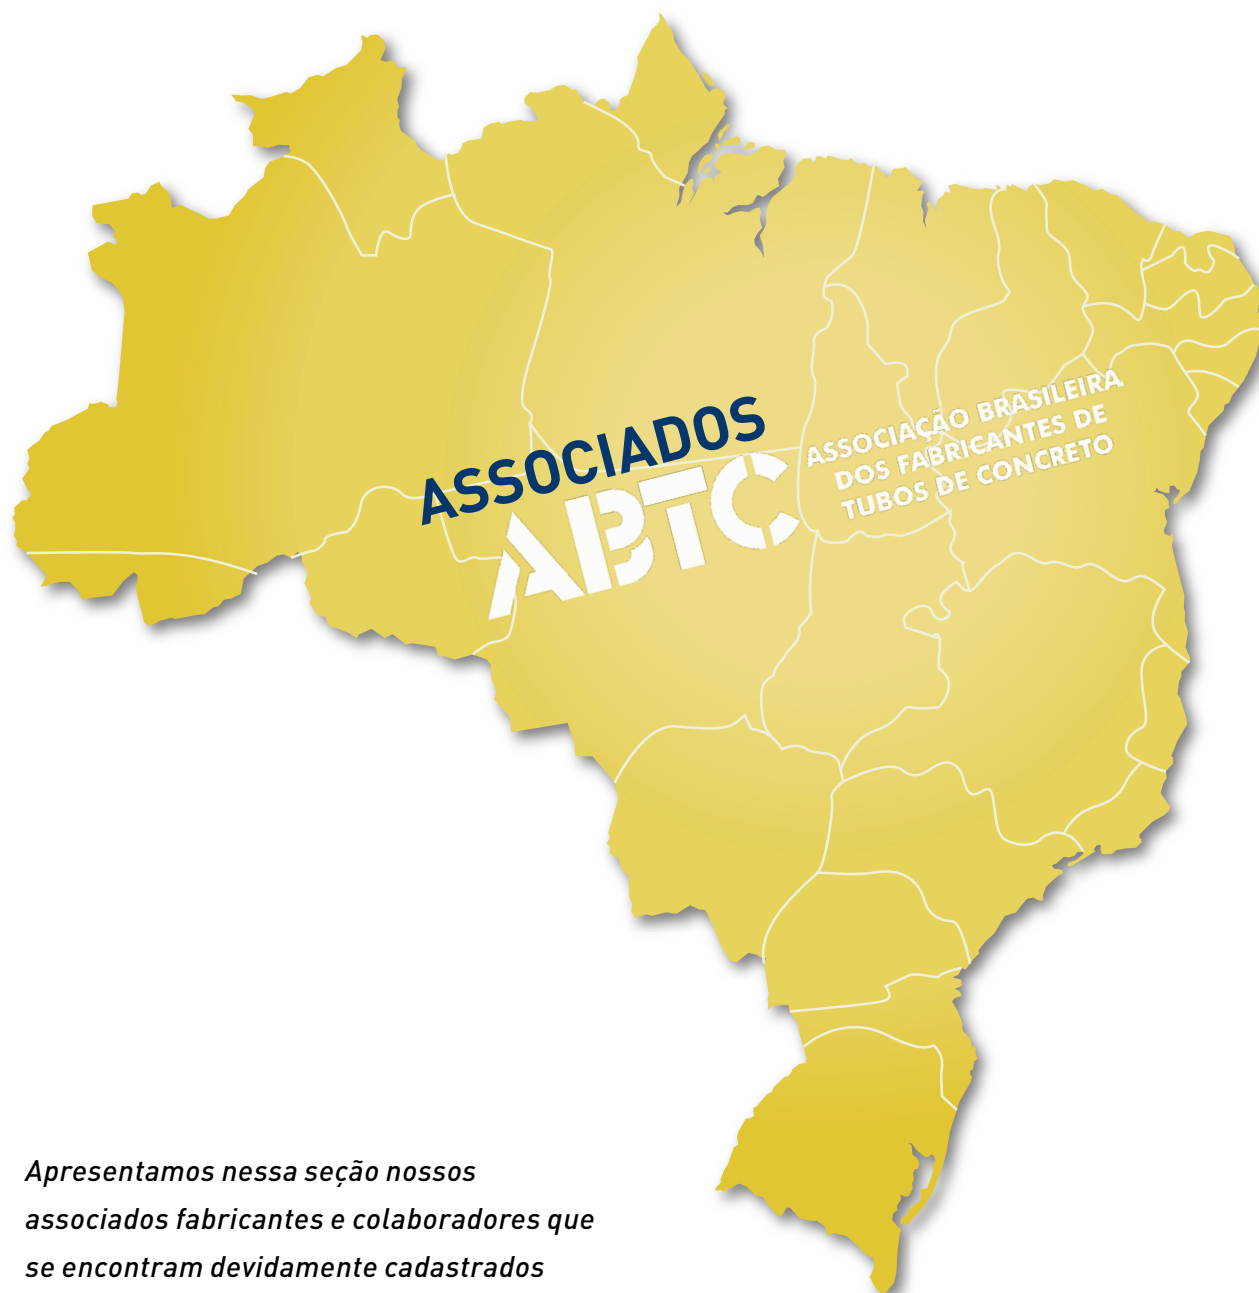 ASSOCIADOS
ABTC
ASSOCIAÇÃO BRASILEIRA
DOS FABRICANTES DE
TUBOS DE CONCRETO
Apresentamos nessa seção nossos
associados fabricantes e colaboradores que
se encontram devidamente cadastrados